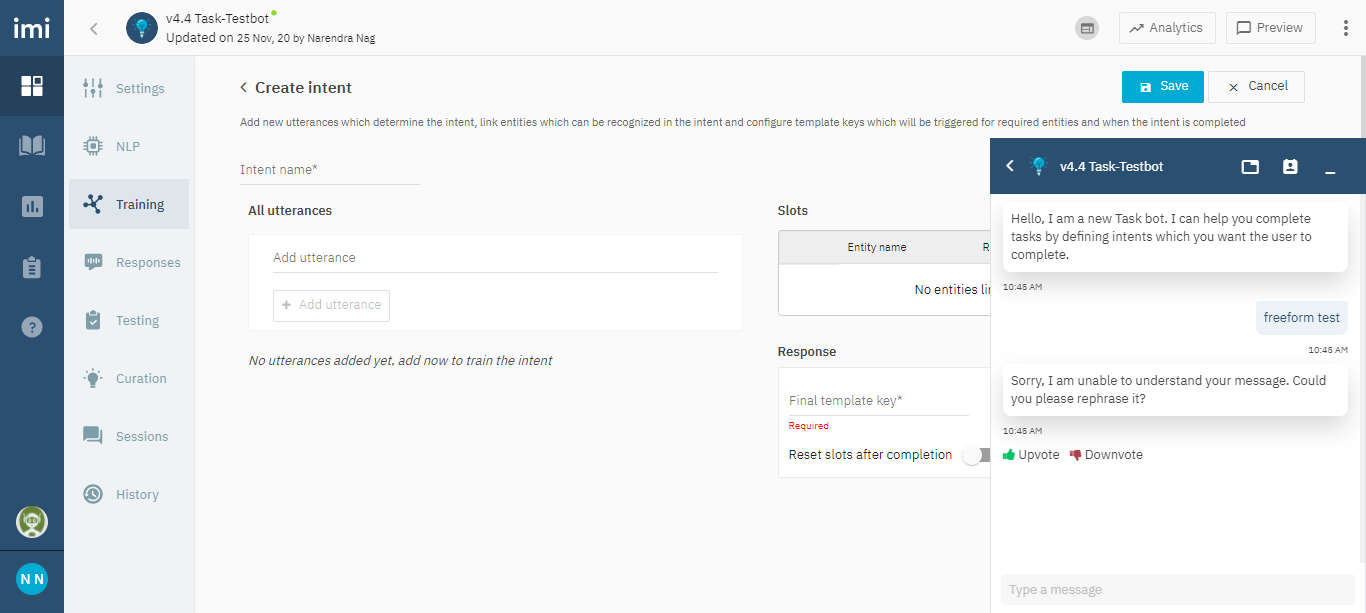 imi
v4.4 Task-Testbot
Updated on 25 Nov, 20 by Narendra Nag
Analytics
Preview
Settings
NLP
Training
Responses
Testing
Curation
Sessions
History
?
N N
Create intent
Save
Cancel
Add new utterances which determine the intent, link entities which can be recognized in the intent and configure template keys which will be triggered for required entities and when the intent is completed
Intent name*
All utterances
Add utterance
+ Add utterance
No utterances added yet, add now to train the intent
Slots
Entity name R
No entities li
Response
Final template key*
Required
Reset slots after completion
v4.4 Task-Testbot
Hello, I am a new Task bot. I can help you complete
tasks by defining intents which you want the user to
complete.
10:45 AM
freeform test
10:45 AM
Sorry, I am unable to understand your message. Could
you please rephrase it?
10:45 AM
Upvote Downvote
Type a message